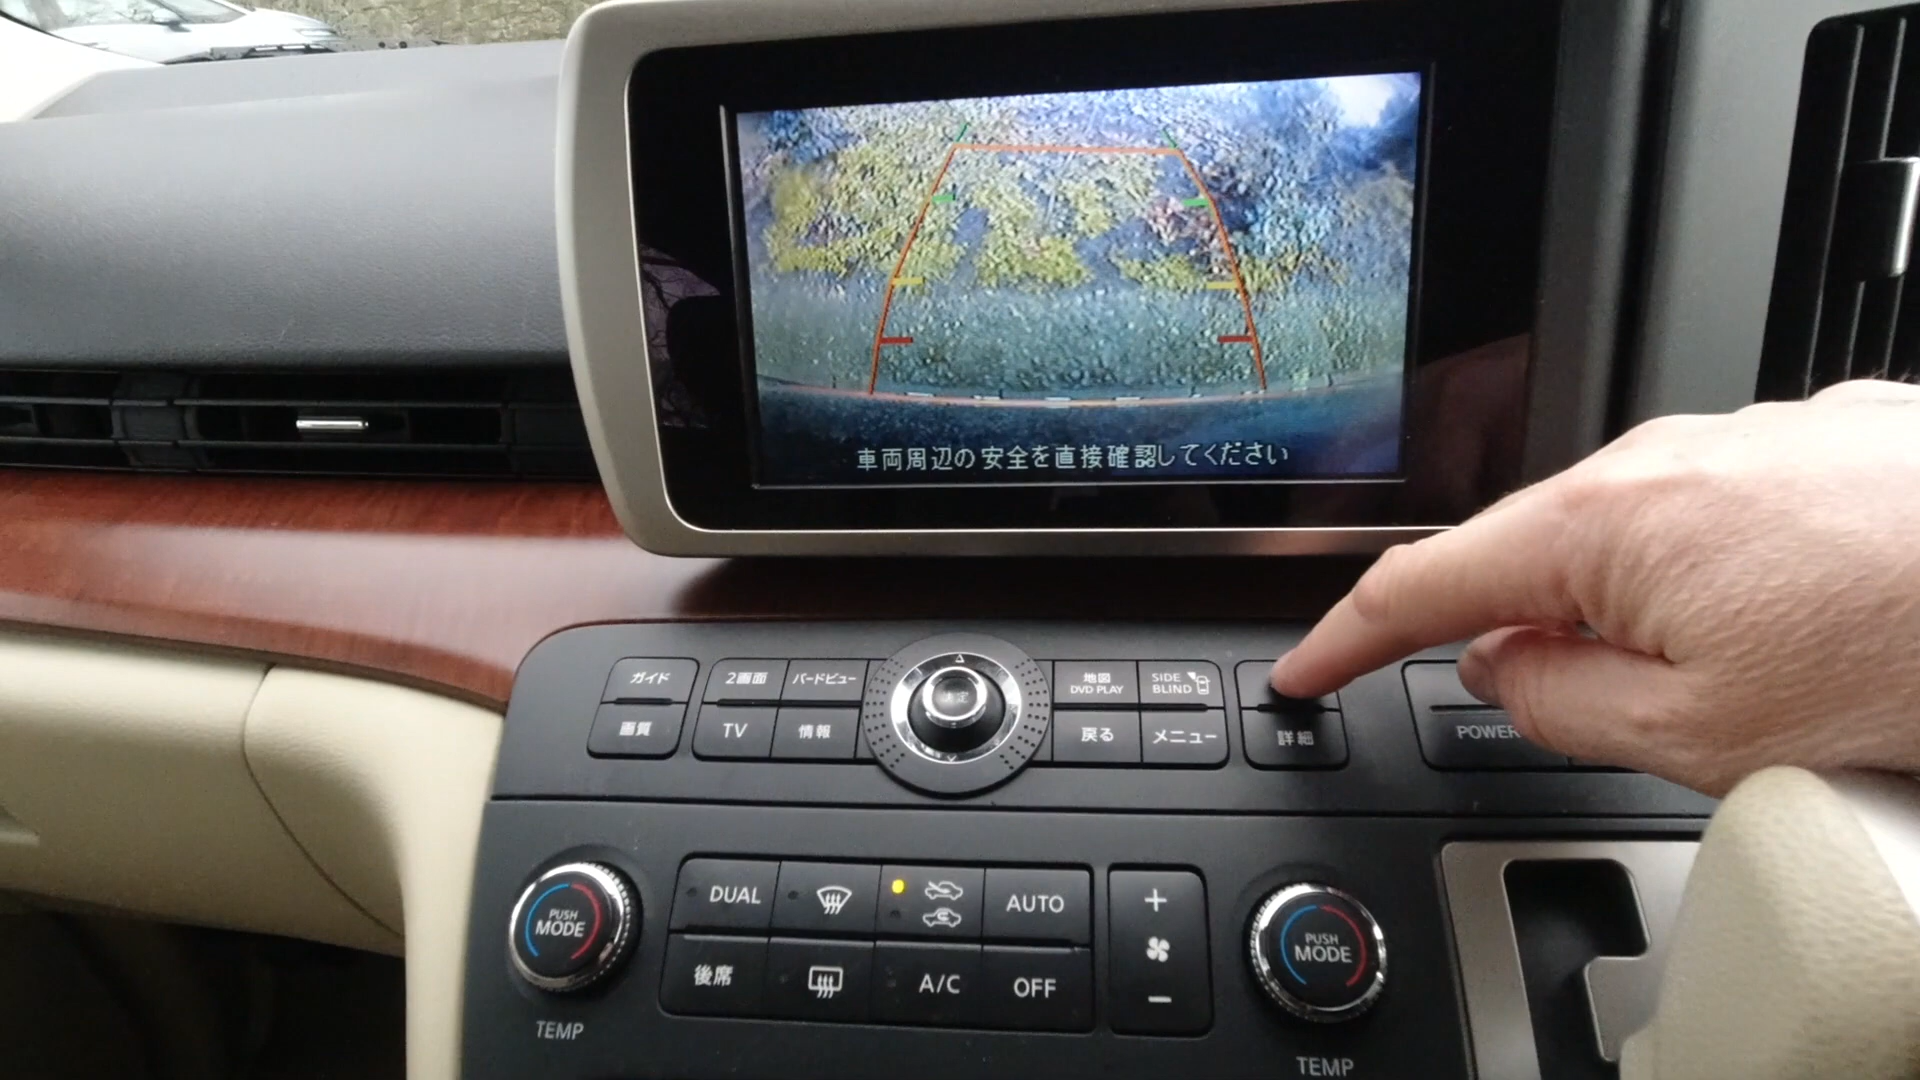 車両周辺の安全を直接確認してください
ガイド
2画面
バードビュー
決定
地図
DVD PLAY
SIDE
BLIND
画質
TV
情報
戻る
メニュー
詳細
POWER
PUSH
MODE
TEMP
DUAL
AUTO
後席
A/C
OFF
+
−
PUSH
MODE
TEMP